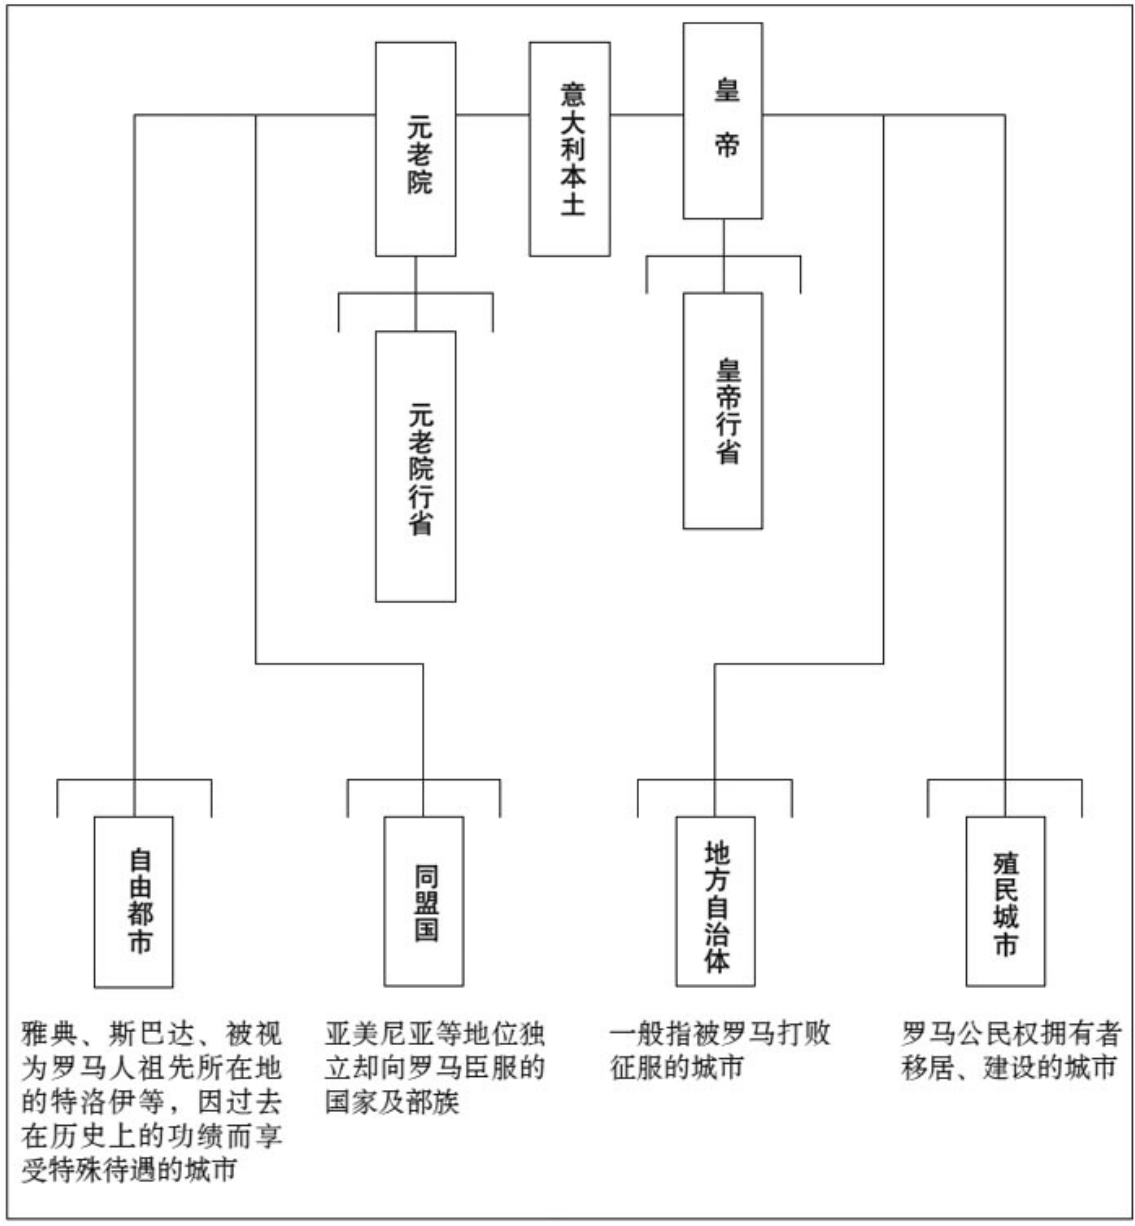 元老院
意大利本土
皇帝
元老院行省
皇帝行省
自由都市
同盟国
地方自治体
殖民城市
雅典、斯巴达、被视
为罗马人祖先所在地
的特洛伊等，因过去
在历史上的功绩而享
受特殊待遇的城市
亚美尼亚等地位独
立却向罗马臣服的
国家及部族
一般指被罗马打败
征服的城市
罗马公民权拥有者
移居、建设的城市